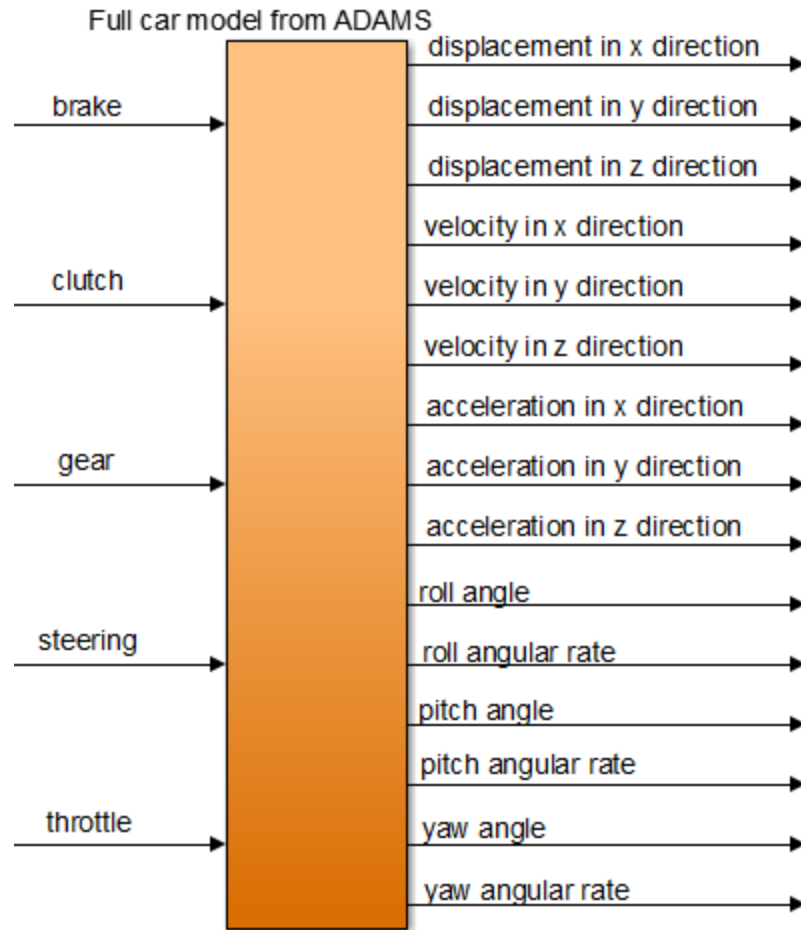 Full car model from ADAMS
brake
clutch
gear
steering
throttle
displacement in x direction
displacement in y direction
displacement in z direction
velocity in x direction
velocity in y direction
velocity in z direction
acceleration in x direction
acceleration in y direction
acceleration in z direction
roll angle
roll angular rate
pitch angle
pitch angular rate
yaw angle
yaw angular rate